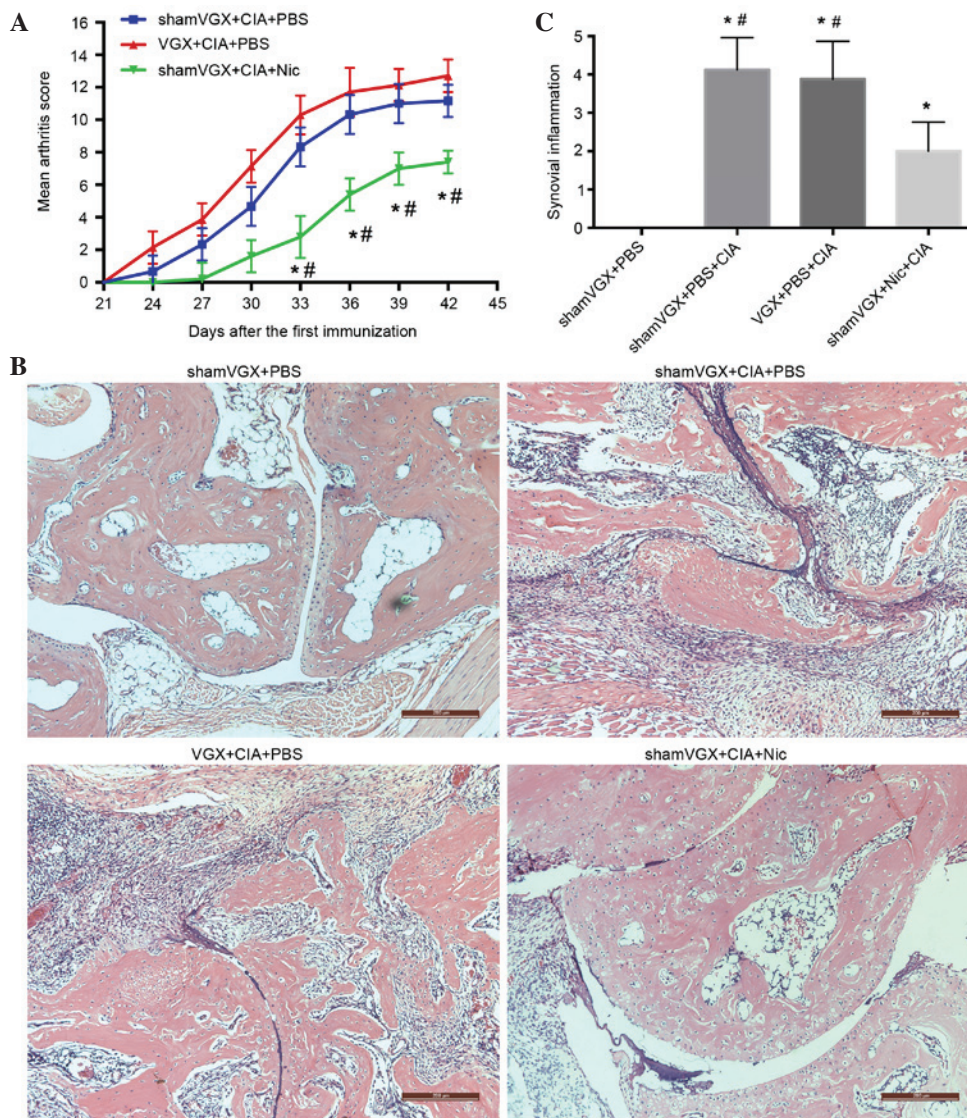 A
shamVGX+CIA+PBS
VGX+CIA+PBS
shamVGX+CIA+Nic
Mean arthritis score
14
12
10
8
6
4
2
0
* #
* #
* #
* #
21 24 27 30 33 36 39 42 45
Days after the first immunization
C
Synovial inflammation
5
4
3
2
1
0
* #
* #
*
shamVGX+PBS
shamVGX+PBS+CIA
VGX+PBS+CIA
shamVGX+Nic+CIA
B
shamVGX+PBS
shamVGX+CIA+PBS
VGX+CIA+PBS
shamVGX+CIA+Nic